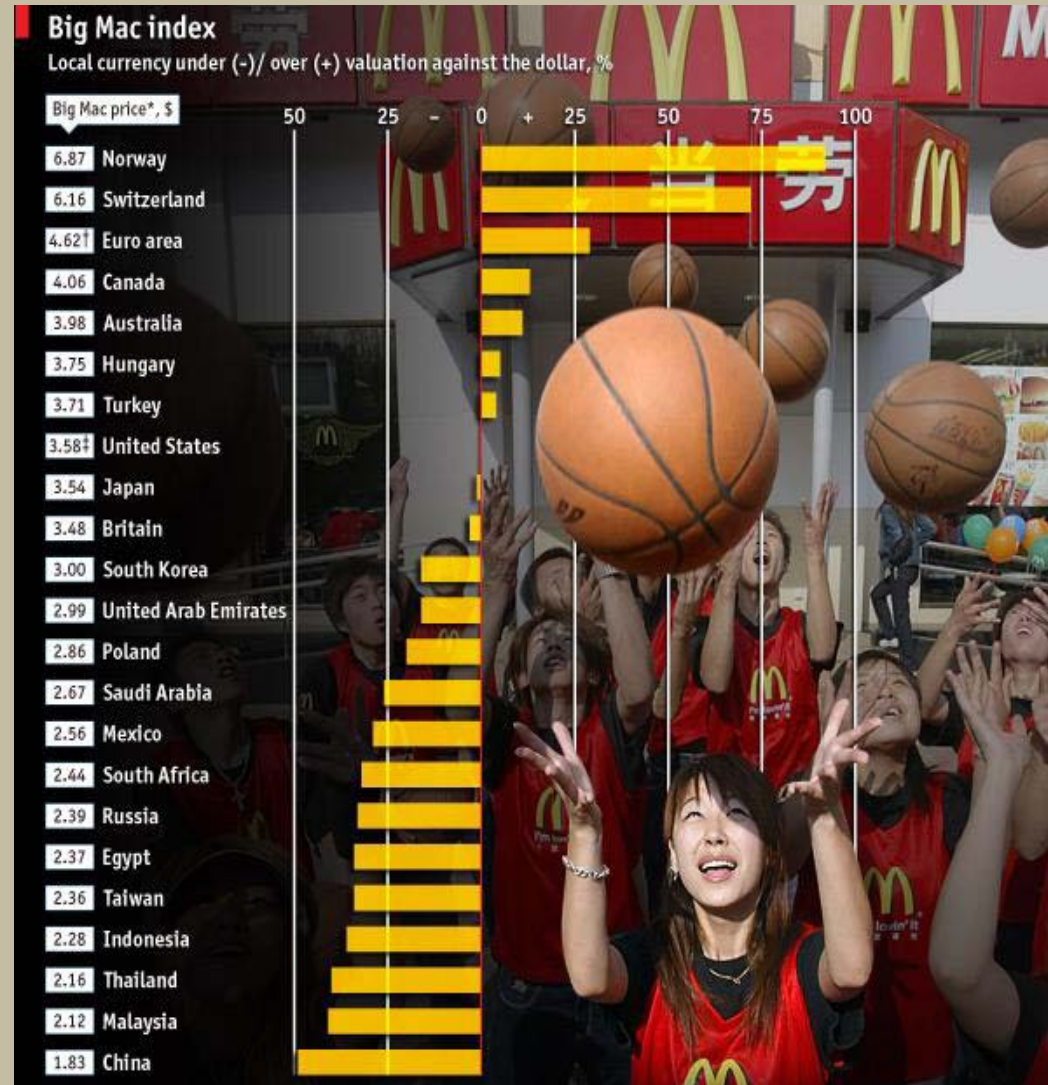 Big Mac index
Local currency under (-)/ over (+) valuation against the dollar, %
Big Mac price*, $
50 25 – 0 + 25 50 75 100
6.87 Norway
6.16 Switzerland
4.62† Euro area
4.06 Canada
3.98 Australia
3.75 Hungary
3.71 Turkey
3.58‡ United States
3.54 Japan
3.48 Britain
3.00 South Korea
2.99 United Arab Emirates
2.86 Poland
2.67 Saudi Arabia
2.56 Mexico
2.44 South Africa
2.39 Russia
2.37 Egypt
2.36 Taiwan
2.28 Indonesia
2.16 Thailand
2.12 Malaysia
1.83 China
当劳
劳
i'm lovin' it